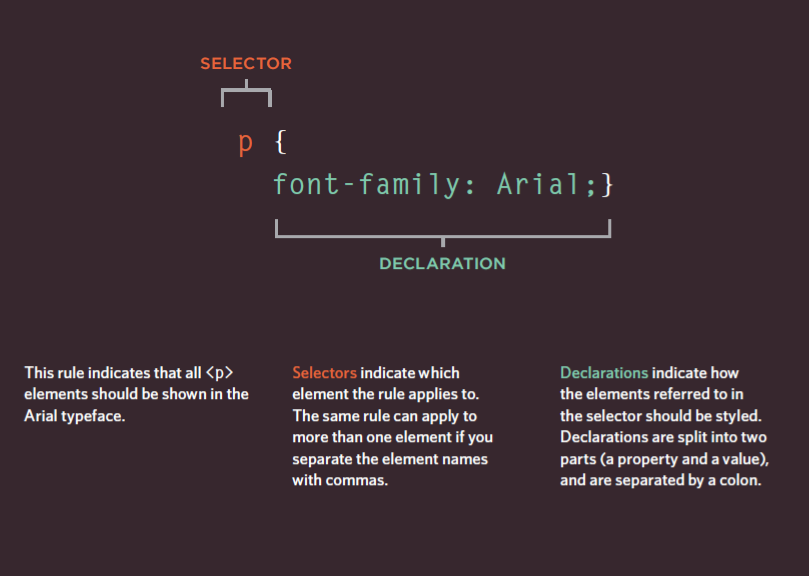 SELECTOR
p {
font-family: Arial;}
DECLARATION
This rule indicates that all <p>
elements should be shown in the
Arial typeface.
Selectors indicate which
element the rule applies to.
The same rule can apply to
more than one element if you
separate the element names
with commas.
Declarations indicate how
the elements referred to in
the selector should be styled.
Declarations are split into two
parts (a property and a value),
and are separated by a colon.